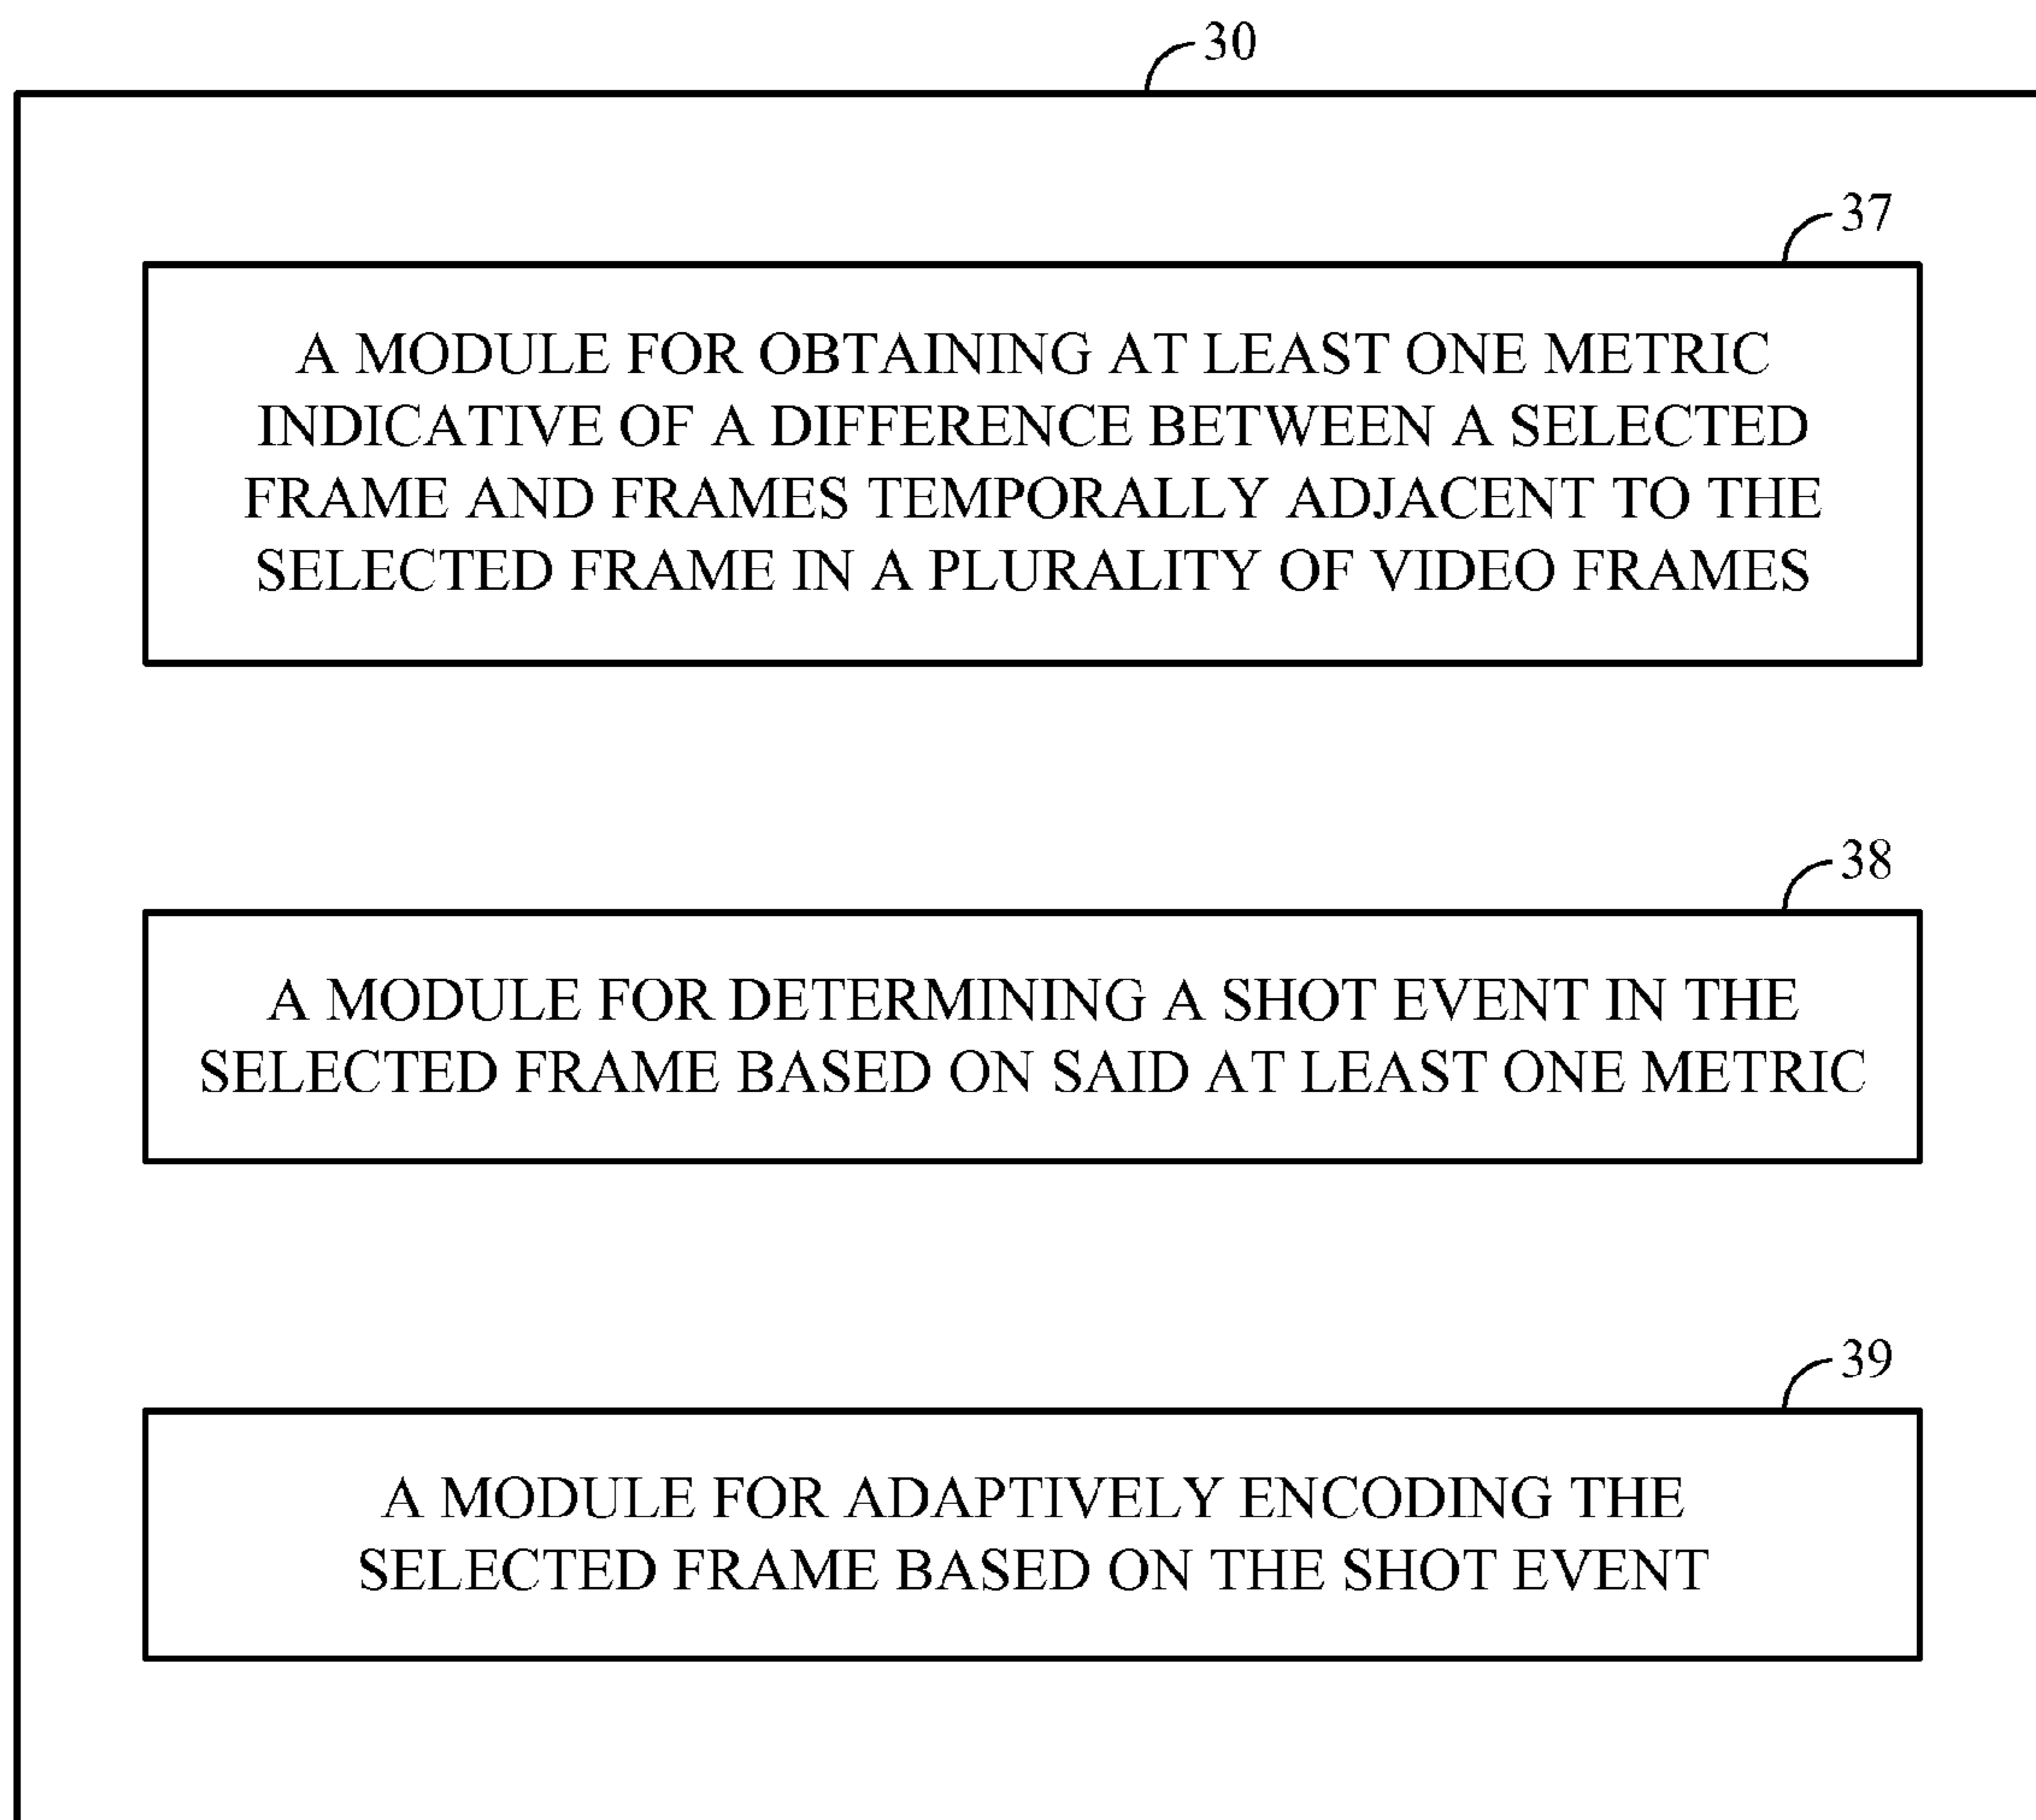 30
37
A MODULE FOR OBTAINING AT LEAST ONE METRIC
INDICATIVE OF A DIFFERENCE BETWEEN A SELECTED
FRAME AND FRAMES TEMPORALLY ADJACENT TO THE
SELECTED FRAME IN A PLURALITY OF VIDEO FRAMES
38
A MODULE FOR DETERMINING A SHOT EVENT IN THE
SELECTED FRAME BASED ON SAID AT LEAST ONE METRIC
39
A MODULE FOR ADAPTIVELY ENCODING THE
SELECTED FRAME BASED ON THE SHOT EVENT